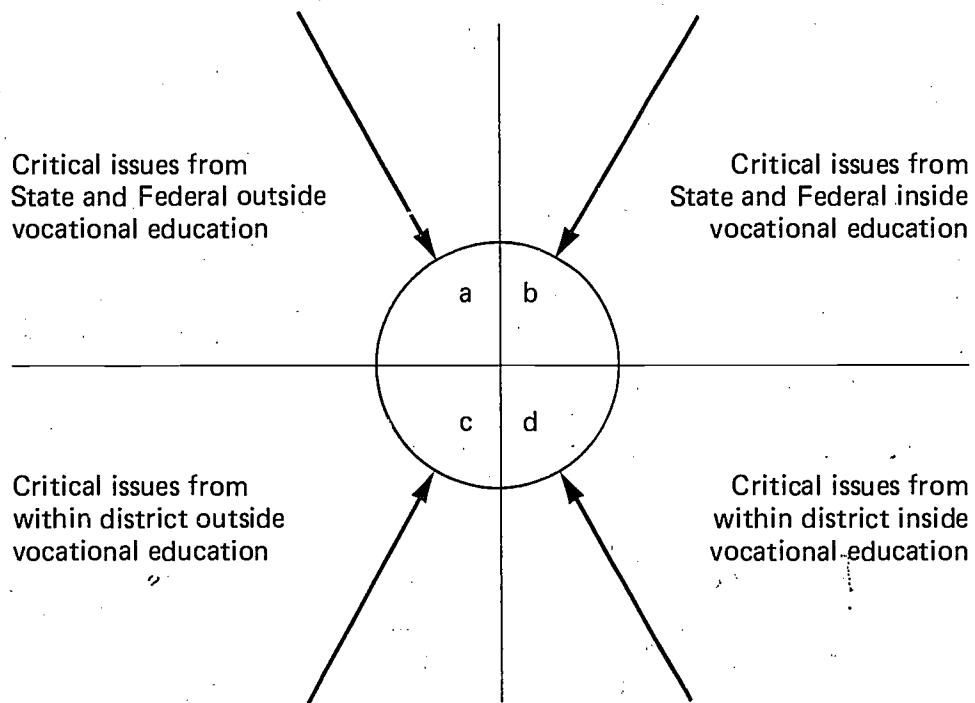 Critical issues from
State and Federal outside
vocational education
Critical issues from
State and Federal inside
vocational education
a
b
c
d
Critical issues from
within district outside
vocational education
Critical issues from
within district inside
vocational education